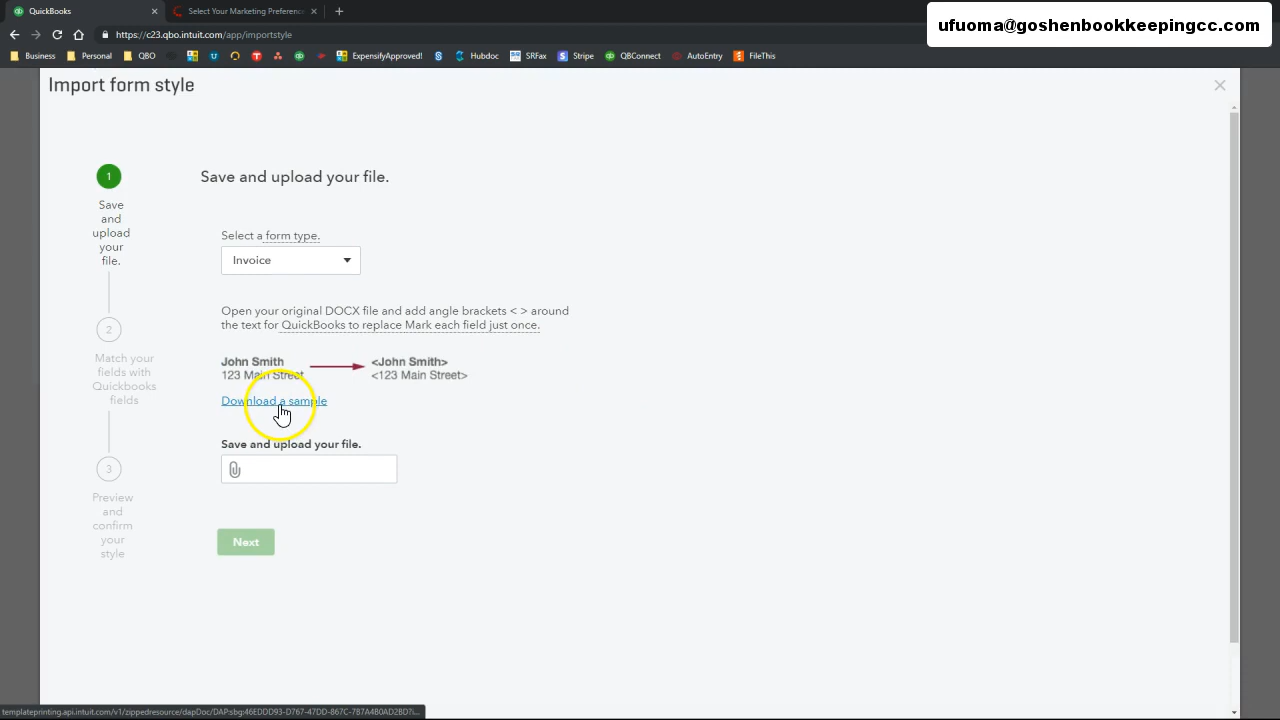 QuickBooks
Select Your Marketing Preference
ufuoma@goshenbookkeepingcc.com
https://c23.qbo.intuit.com/app/importstyle
Business Personal QBO ExpensifyApproved! Hubdoc SRFax Stripe QBConnect AutoEntry FileThis
Import form style
1
Save and upload your file.
Save
and
upload
your
file.
Select a form type.
Invoice
Open your original DOCX file and add angle brackets < > around
the text for QuickBooks to replace Mark each field just once.
2
Match your
fields with
Quickbooks
fields
John Smith <John Smith>
123 Main Street <123 Main Street>
Download a sample
Save and upload your file.
3
Preview
and
confirm
your
style
Next